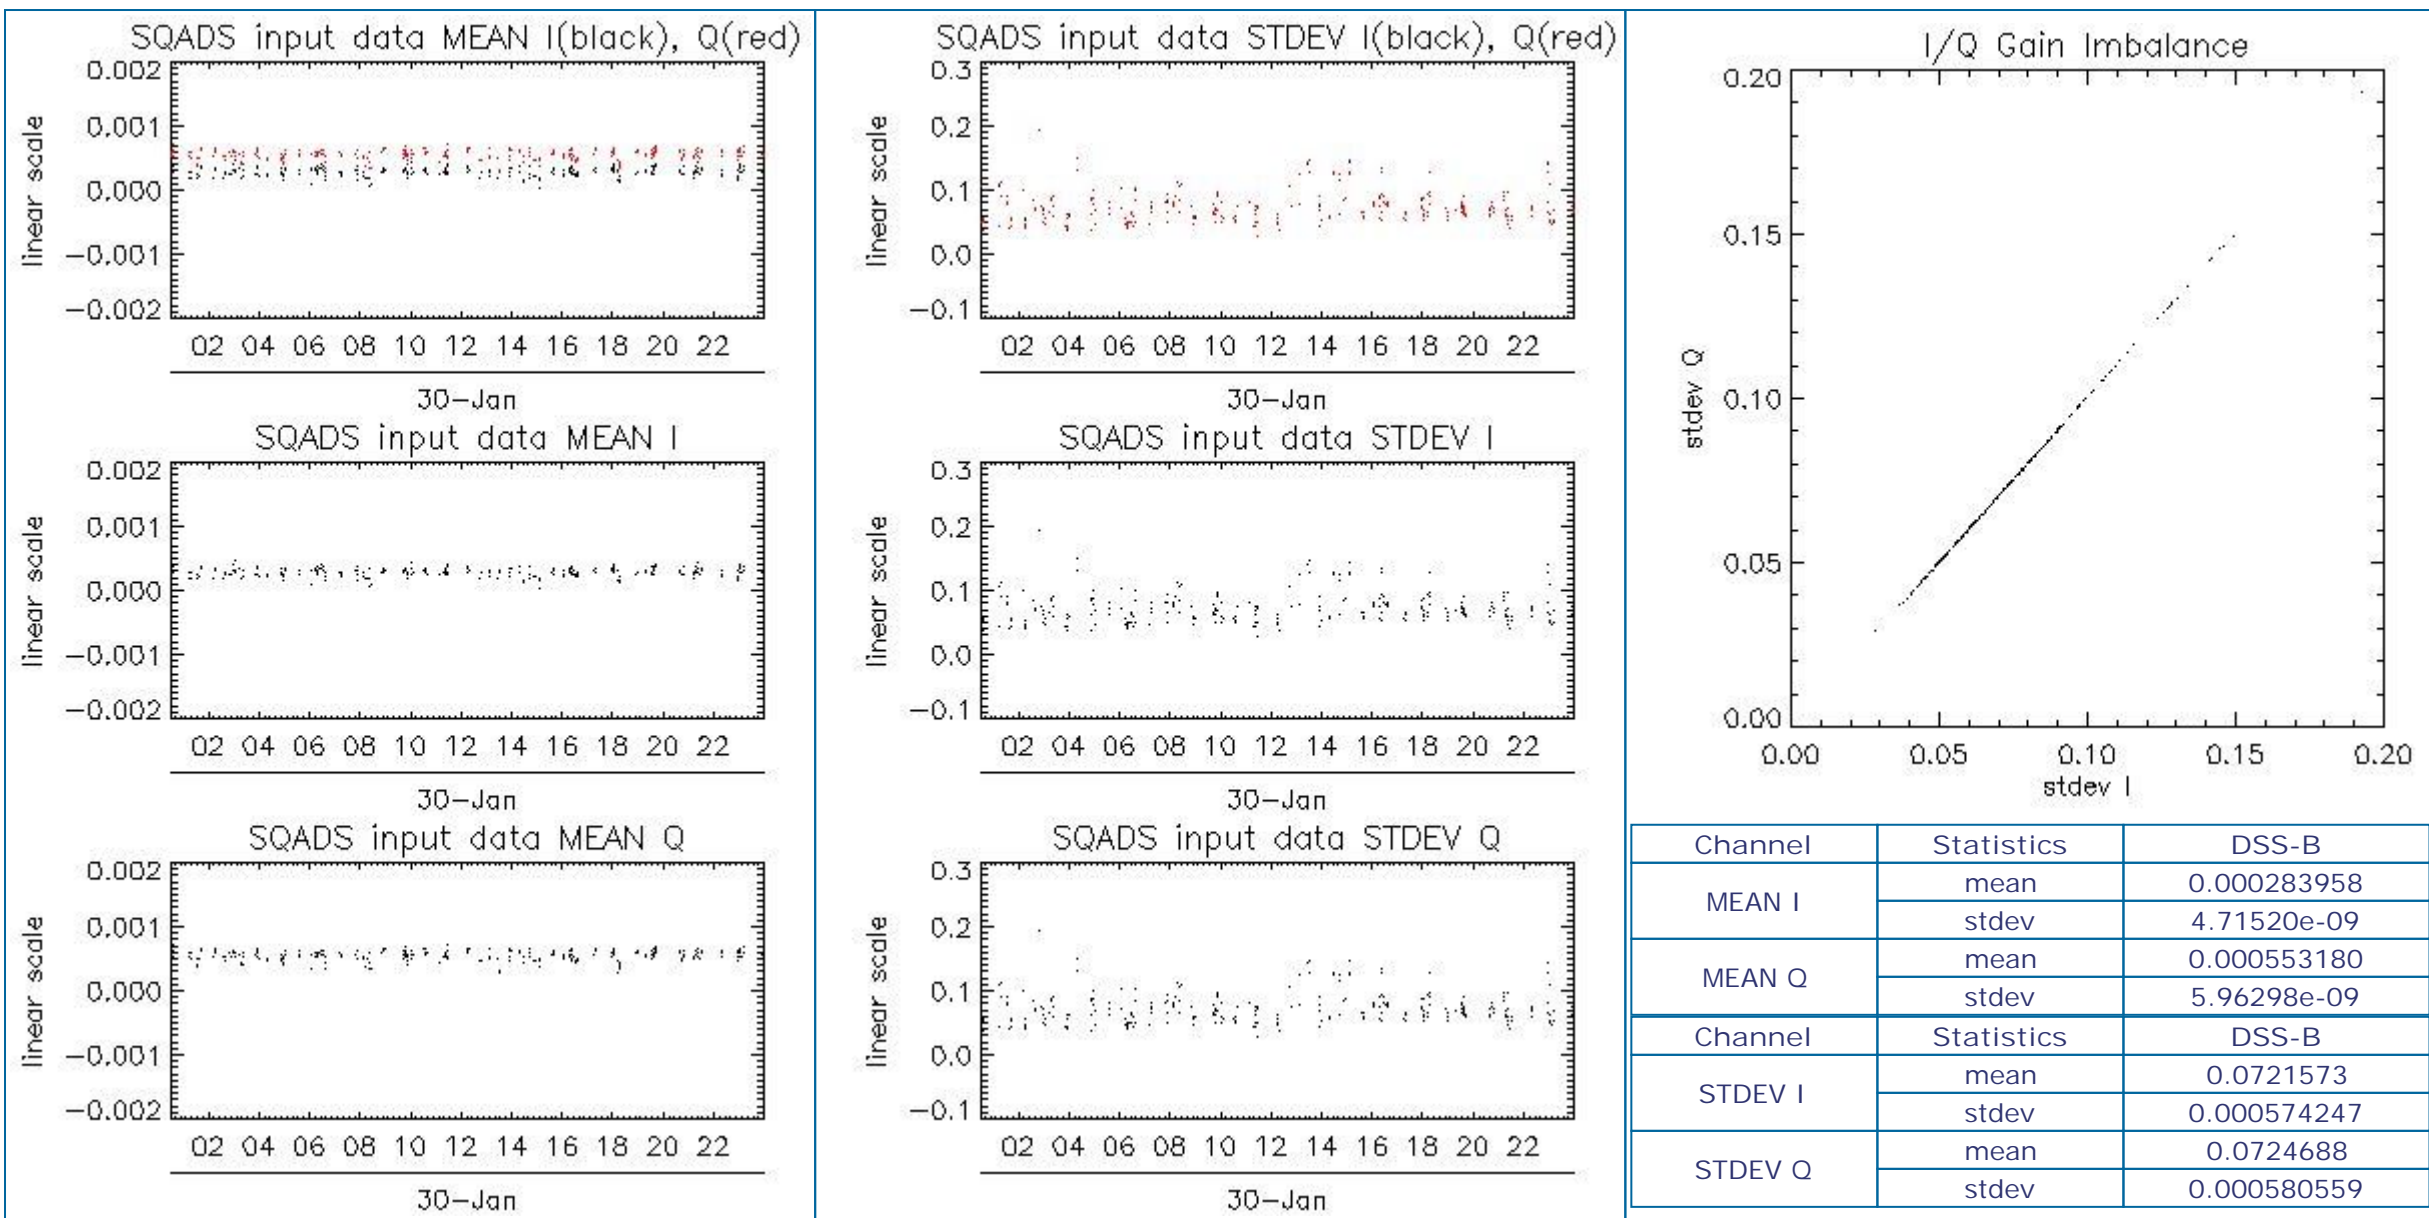 SQADS input data MEAN I(black), Q(red)
0.002
0.001
0.000
−0.001
−0.002
linear scale
02 04 06 08 10 12 14 16 18 20 22
30−Jan
SQADS input data MEAN I
0.002
0.001
0.000
−0.001
−0.002
linear scale
02 04 06 08 10 12 14 16 18 20 22
30−Jan
SQADS input data MEAN Q
0.002
0.001
0.000
−0.001
−0.002
linear scale
02 04 06 08 10 12 14 16 18 20 22
30−Jan
SQADS input data STDEV I(black), Q(red)
0.3
0.2
0.1
0.0
−0.1
linear scale
02 04 06 08 10 12 14 16 18 20 22
30−Jan
SQADS input data STDEV I
0.3
0.2
0.1
0.0
−0.1
linear scale
02 04 06 08 10 12 14 16 18 20 22
30−Jan
SQADS input data STDEV Q
0.3
0.2
0.1
0.0
−0.1
linear scale
02 04 06 08 10 12 14 16 18 20 22
30−Jan
I/Q Gain Imbalance
0.20
0.15
0.10
0.05
0.00
stdev Q
0.00 0.05 0.10 0.15 0.20
stdev I
Channel Statistics DSS-B
MEAN I mean 0.000283958
stdev 4.71520e-09
MEAN Q mean 0.000553180
stdev 5.96298e-09
Channel Statistics DSS-B
STDEV I mean 0.0721573
stdev 0.000574247
STDEV Q mean 0.0724688
stdev 0.000580559